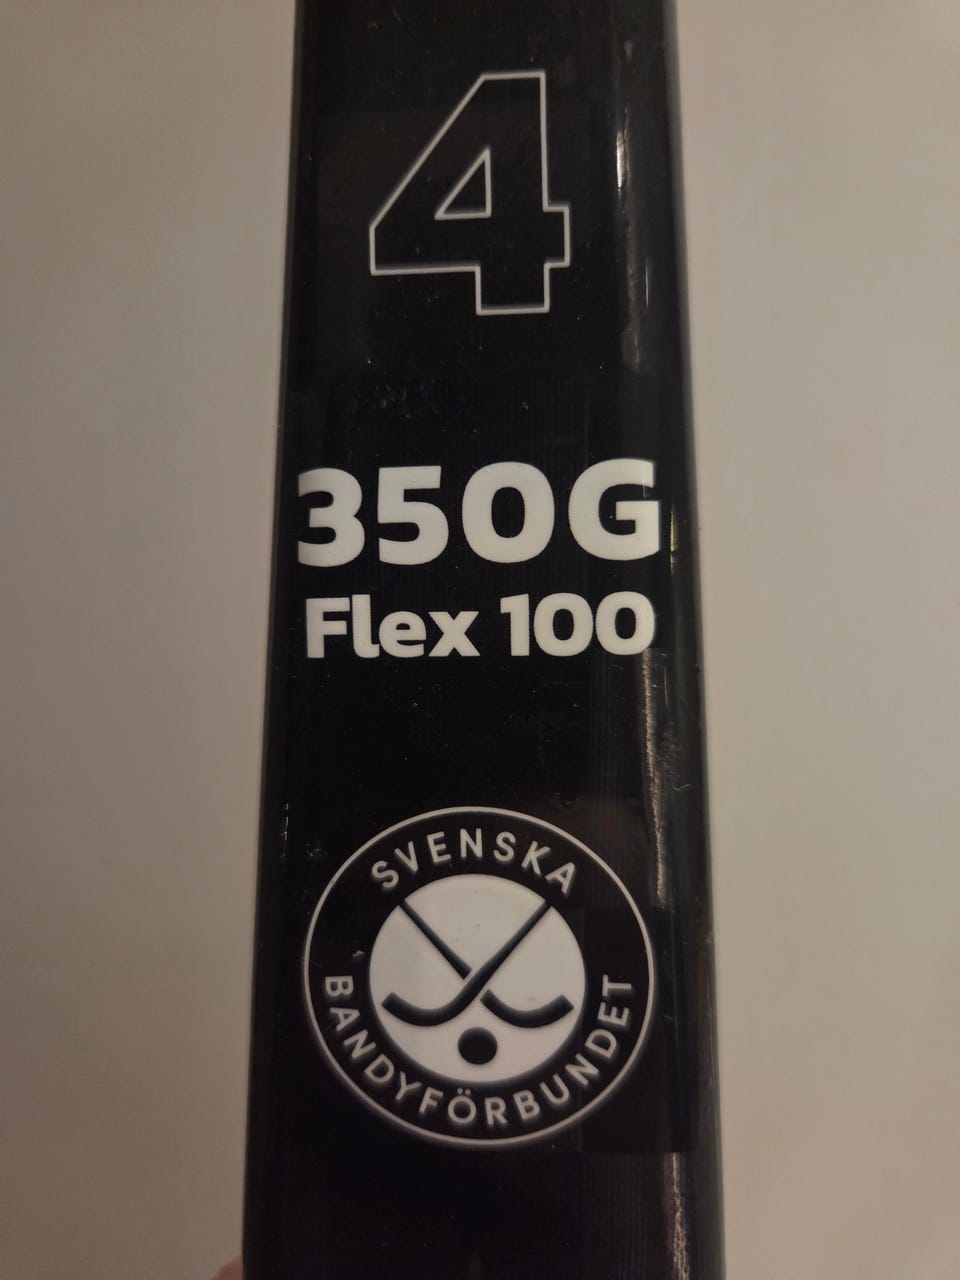 4
350G
Flex 100
SVENSKA
BANDYFÖRBUNDET